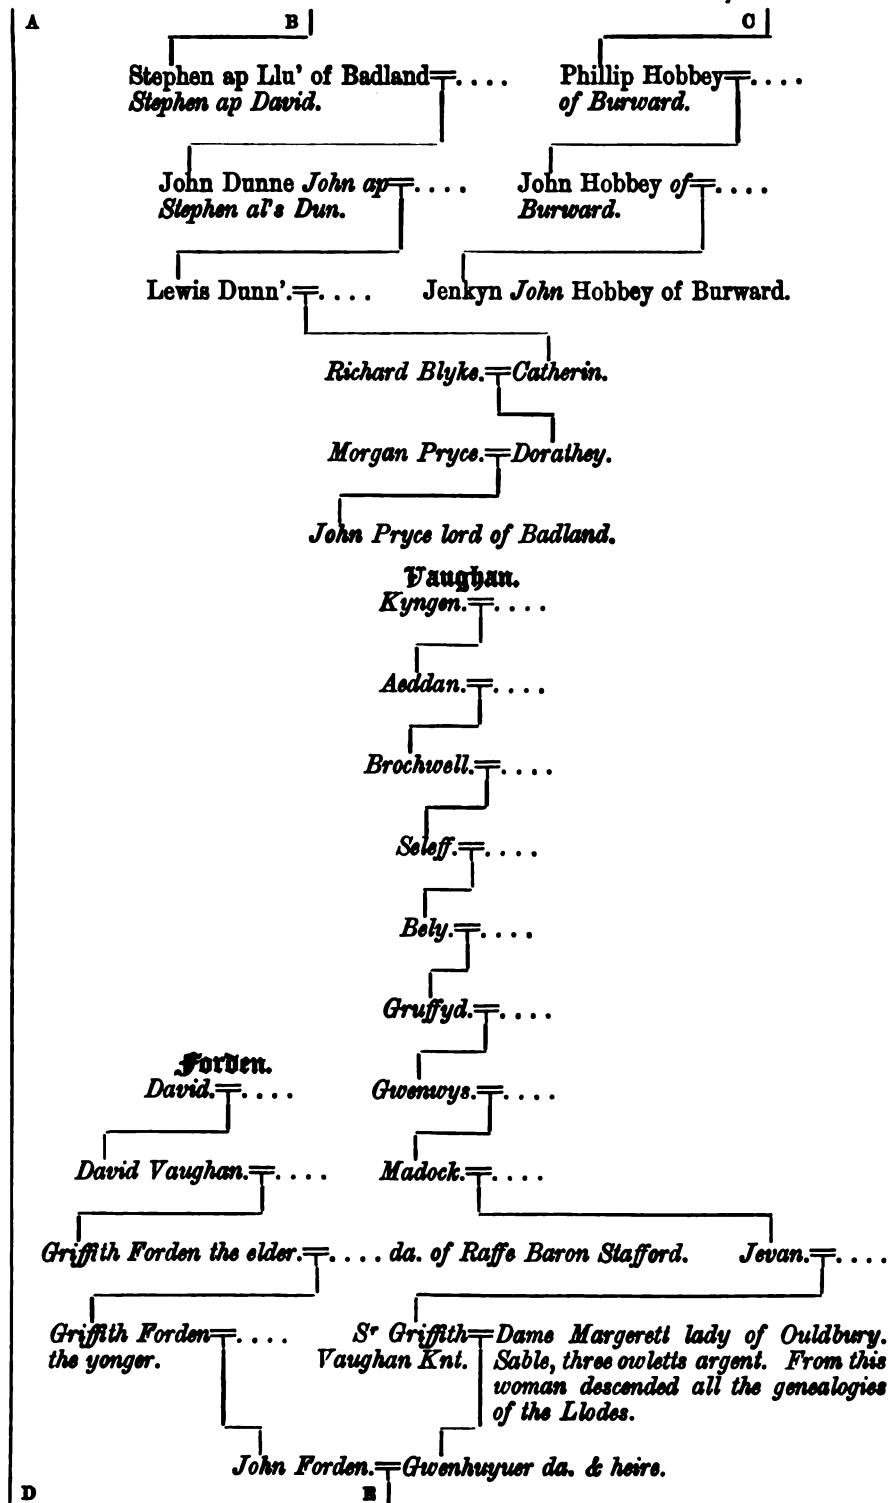 A B C
Stephen ap Llu' of Badland=.... Phillip Hobbey=....
Stephen ap David. of Burward.
John Dunne John ap=.... John Hobbey of=....
Stephen al's Dun. Burward.
Lewis Dunn'.=.... Jenkyn John Hobbey of Burward.
Richard Blyke.=Catherin.
Morgan Pryce.=Dorathey.
John Pryce lord of Badland.
Vaughan.
Kyngen.=....
Aeddan.=....
Brochwell.=....
Seleff.=....
Bely.=....
Gruffyd.=....
Forden.
David.=.... Gwenwys.=....
David Vaughan.=.... Madock.=....
Griffith Forden the elder.=.... da. of Raffe Baron Stafford. Jevan.=....
Griffith Forden=.... Sr Griffith=Dame Margerett lady of Ouldbury.
the yonger. Vaughan Knt. Sable, three owletts argent. From this
woman descended all the genealogies
of the Llodes.
John Forden.=Gwenhuyuer da. & heire.
D E